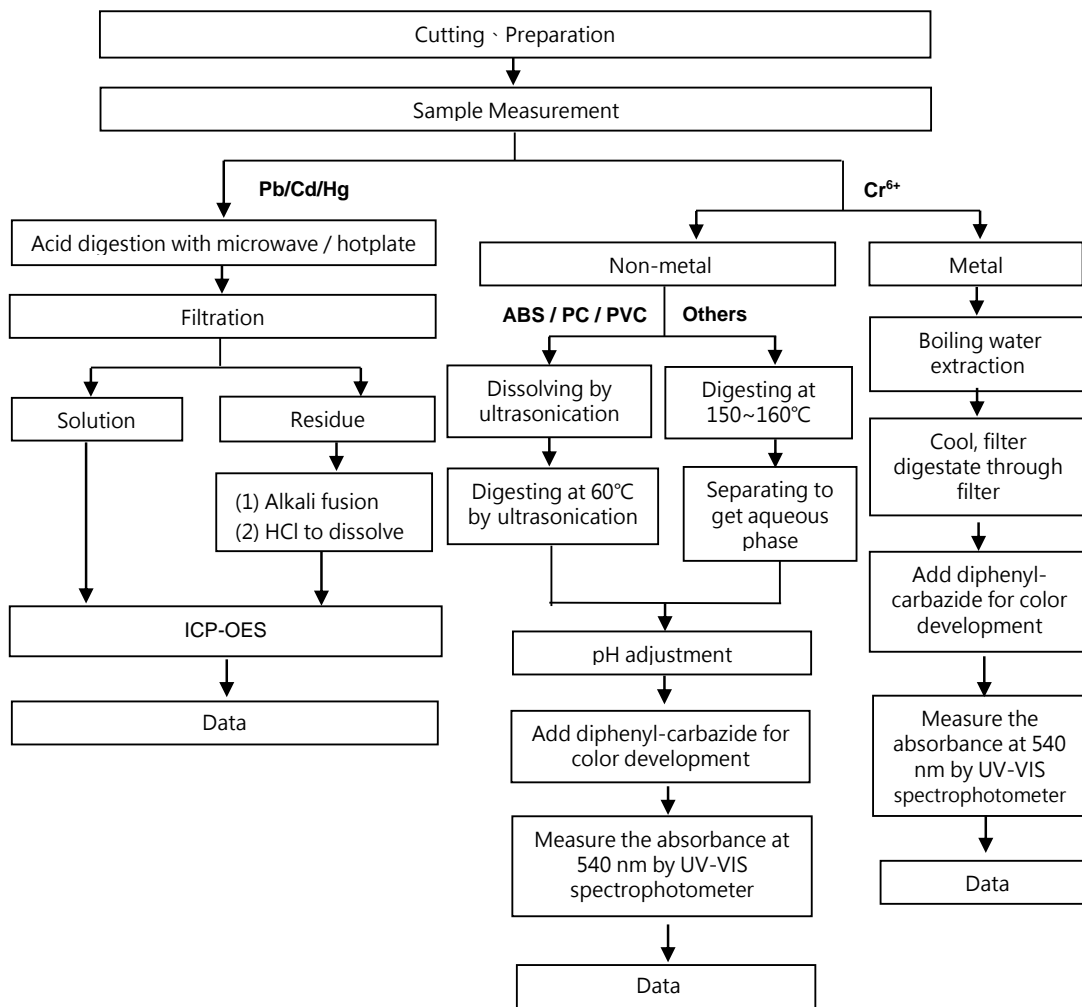 Cutting、Preparation
Sample Measurement
Pb/Cd/Hg
Cr⁶⁺
Acid digestion with microwave / hotplate
Filtration
Solution
Residue
(1) Alkali fusion
(2) HCl to dissolve
ICP-OES
Data
Non-metal
ABS / PC / PVC
Others
Dissolving by
ultrasonication
Digesting at 60℃
by ultrasonication
Digesting at
150~160℃
Separating to
get aqueous
phase
pH adjustment
Add diphenyl-carbazide for
color development
Measure the absorbance at
540 nm by UV-VIS
spectrophotometer
Data
Metal
Boiling water
extraction
Cool, filter
digestate through
filter
Add diphenyl-
carbazide for color
development
Measure the
absorbance at 540
nm by UV-VIS
spectrophotometer
Data